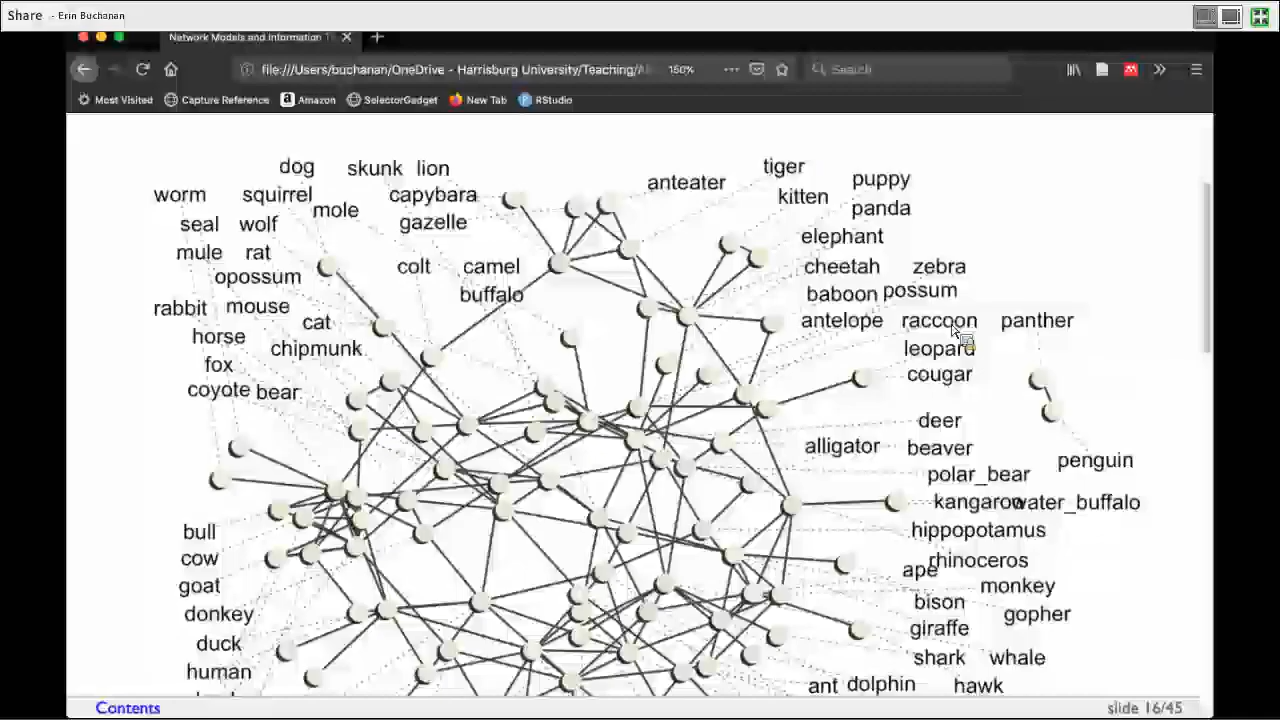 Share - Erin Buchanan
Network Models and Information T
file:///Users/buchanan/OneDrive - Harrisburg University/Teaching// 150% Search
Most Visited Capture Reference Amazon SelectorGadget New Tab RStudio
dog skunk lion tiger
anteater puppy
worm squirrel capybara kitten
mole panda
seal wolf gazelle
elephant
mule rat
colt camel cheetah zebra
opossum
buffalo baboon possum
rabbit mouse
cat antelope raccoon panther
horse
chipmunk leopard
fox
cougar
coyote bear
deer
alligator beaver
penguin
polar_bear
kangaroo water_buffalo
bull hippopotamus
cow rhinoceros
ape
goat monkey
bison
donkey gopher
giraffe
duck
shark whale
human
ant dolphin hawk
Contents slide 16/45